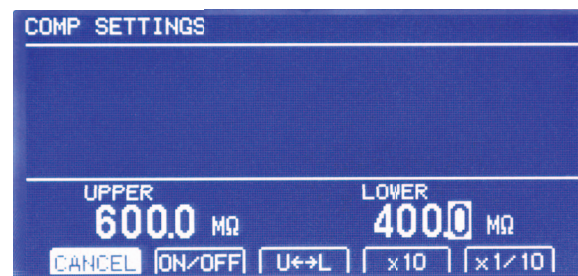 COMP SETTINGS
UPPER LOWER
600.0 MΩ 400.0 MΩ
CANCEL ON/OFF U↔L x10 x1/10